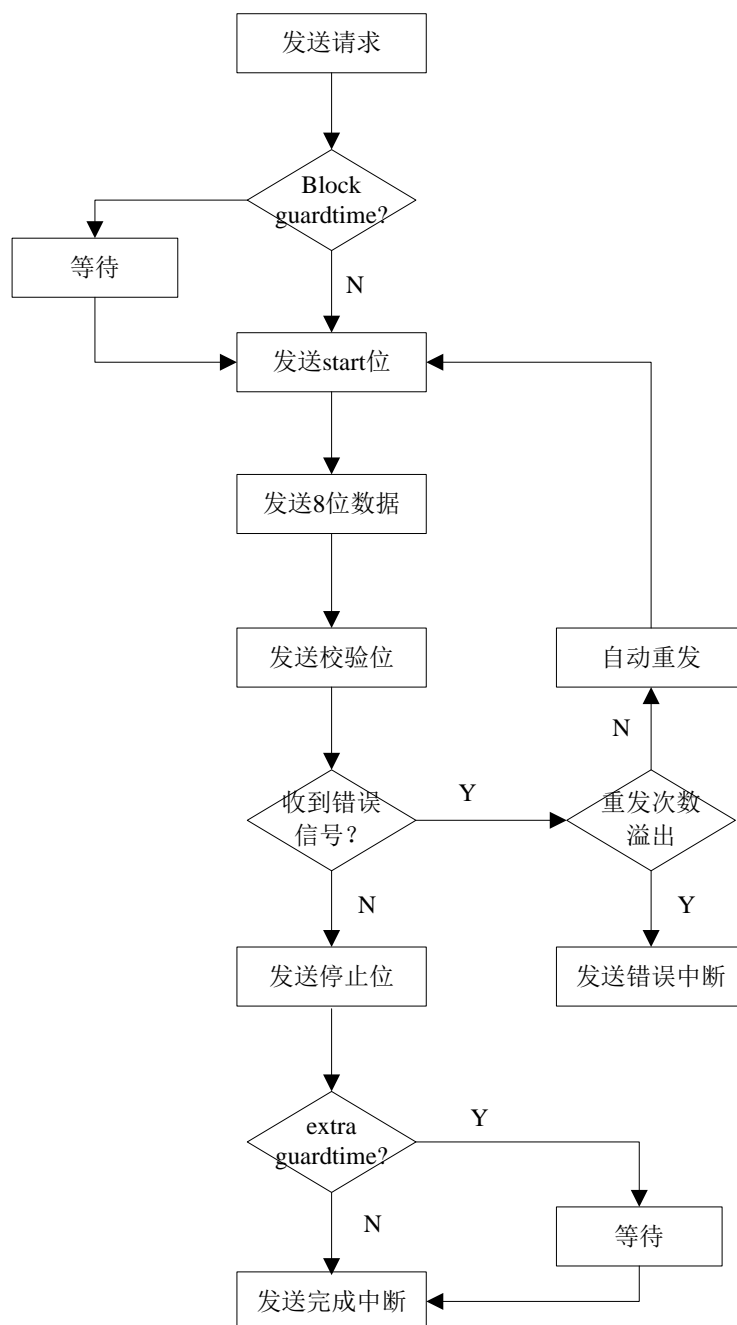 发送请求
Block
guardtime?
等待
N
发送start位
发送8位数据
发送校验位
自动重发
N
收到错误
信号？
Y
重发次数
溢出
N
Y
发送停止位
发送错误中断
extra
guardtime?
Y
N
等待
发送完成中断